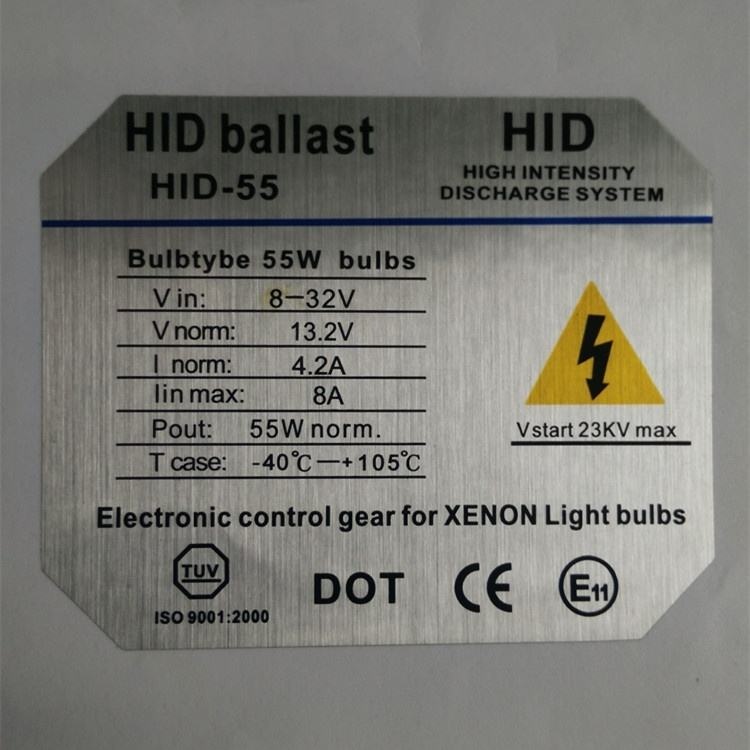 HID ballast
HID-55
HID
HIGH INTENSITY
DISCHARGE SYSTEM
Bulbtybe 55W bulbs
V in: 8—32V
V norm: 13.2V
I norm: 4.2A
Iin max: 8A
Pout: 55W norm.
T case: -40℃—+105℃
V start 23KV max
Electronic control gear for XENON Light bulbs
TUV
ISO 9001:2000
DOT
CE
E11